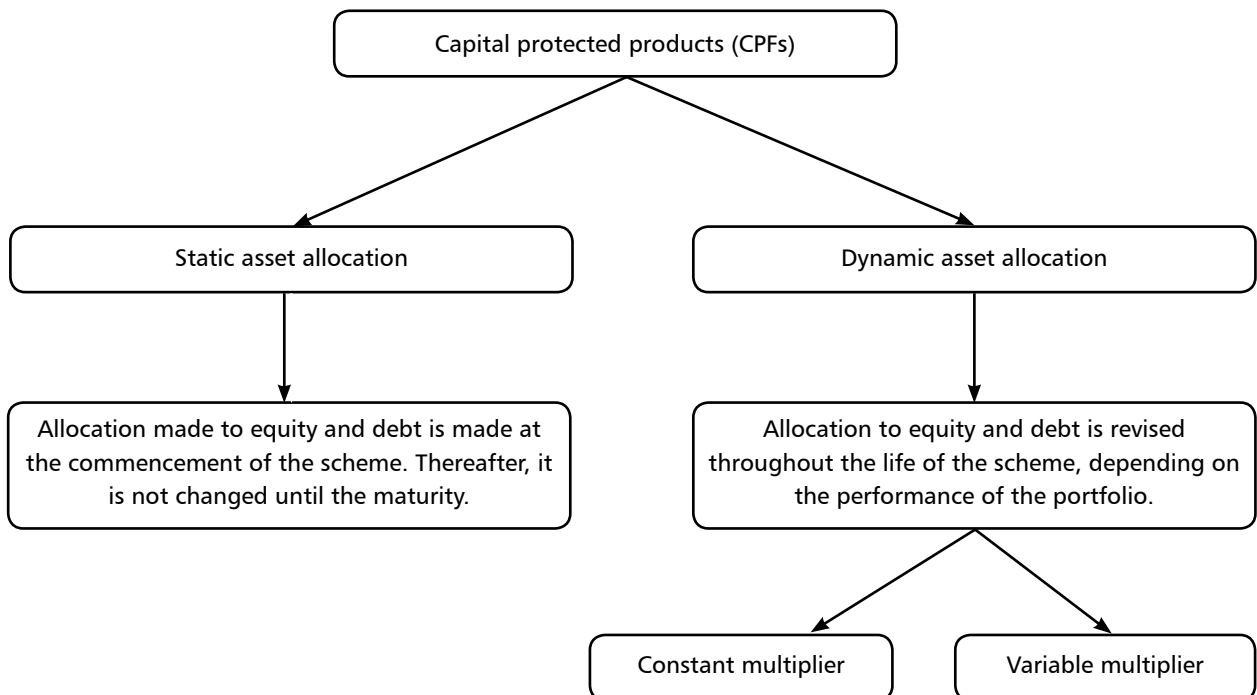 Capital protected products (CPFs)
Static asset allocation
Dynamic asset allocation
Allocation made to equity and debt is made at
the commencement of the scheme. Thereafter, it
is not changed until the maturity.
Allocation to equity and debt is revised
throughout the life of the scheme, depending on
the performance of the portfolio.
Constant multiplier
Variable multiplier